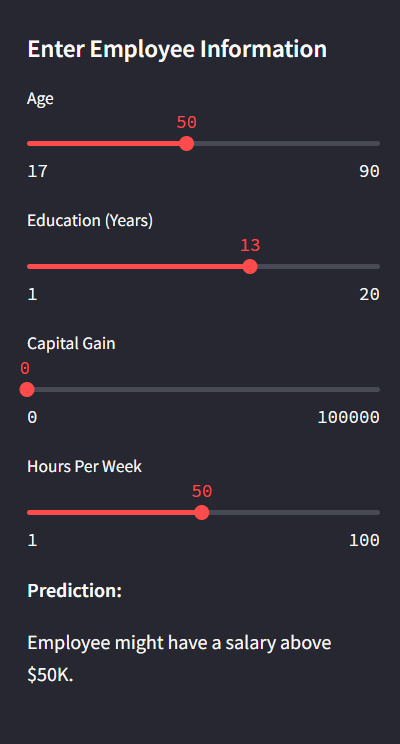 Enter Employee Information
Age
50
17 90
Education (Years)
13
1 20
Capital Gain
0
0 100000
Hours Per Week
50
1 100
Prediction:
Employee might have a salary above
$50K.